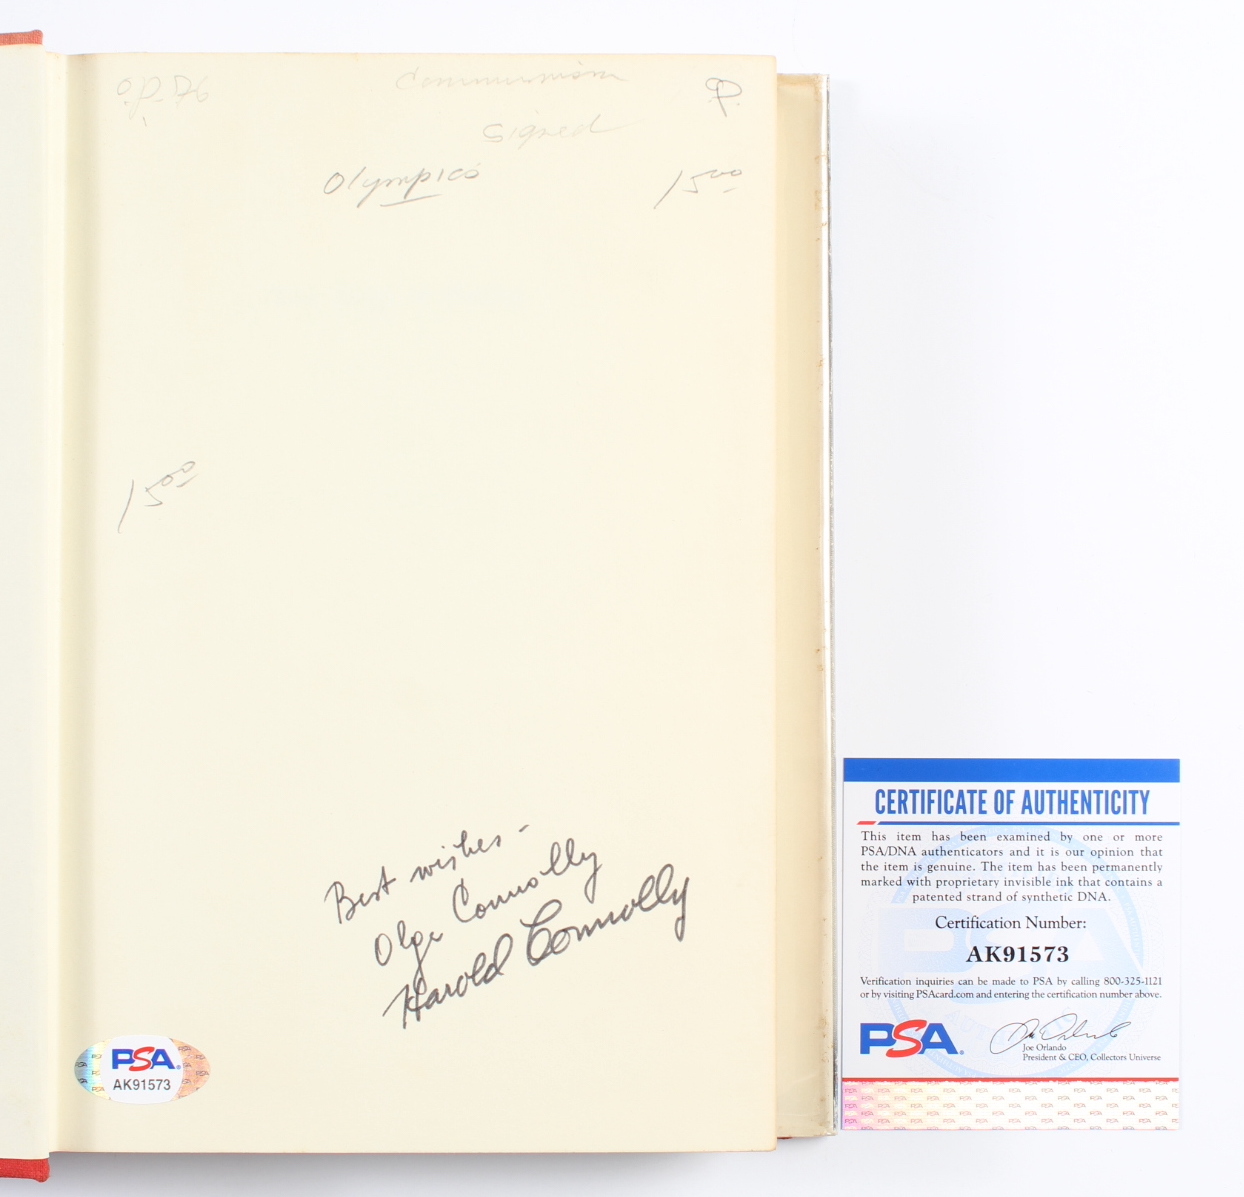 Communism
Signed
Olympics
15.00
15.00
Best wishes -
Olga Connolly
Harold Connolly
PSA
AK91573
CERTIFICATE OF AUTHENTICITY
This item has been examined by one or more
PSA/DNA authenticators and it is our opinion that
the item is genuine. The item has been permanently
marked with proprietary invisible ink that contains a
patented strand of synthetic DNA.
Certification Number:
AK91573
Verification inquiries can be made to PSA by calling 800-325-1121
or by visiting PSAcard.com and entering the certification number above.
PSA
Joe Orlando
President & CEO, Collectors Universe